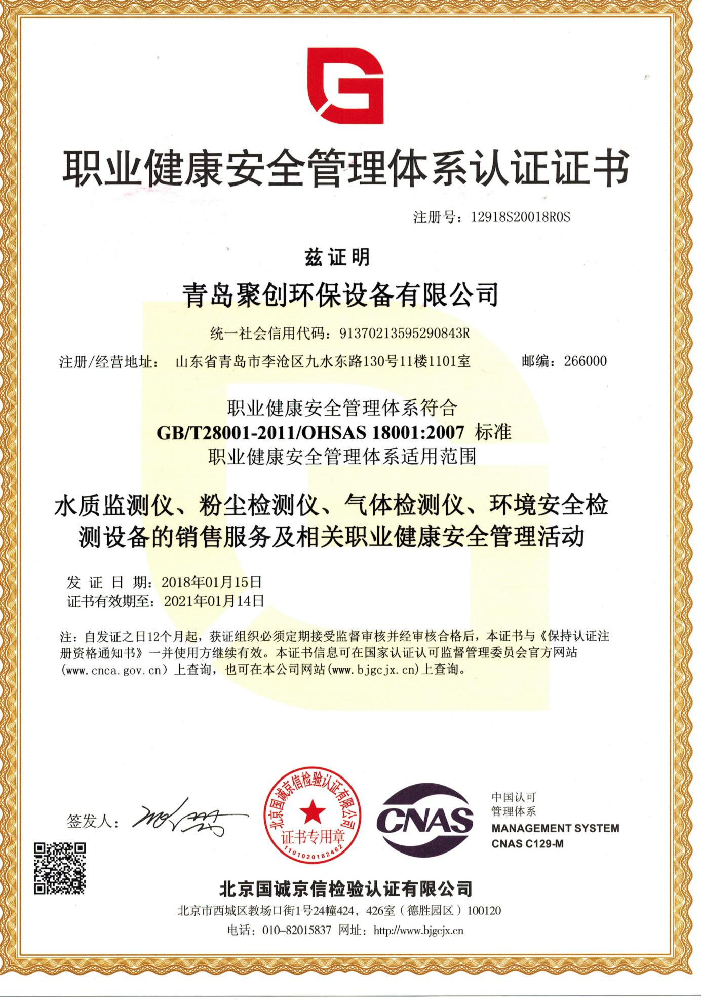 职业健康安全管理体系认证证书
注册号：12918S20018R0S
兹证明
青岛聚创环保设备有限公司
统一社会信用代码：91370213595290843R
注册/经营地址： 山东省青岛市李沧区九水东路130号11楼1101室 邮编：266000
职业健康安全管理体系符合
GB/T28001-2011/OHSAS 18001:2007 标准
职业健康安全管理体系适用范围
水质监测仪、粉尘检测仪、气体检测仪、环境安全检
测设备的销售服务及相关职业健康安全管理活动
发 证 日 期：2018年01月15日
证书有效期至：2021年01月14日
注：自发证之日12个月起，获证组织必须定期接受监督审核并经审核合格后，本证书与《保持认证注
册资格通知书》一并使用方继续有效。本证书信息可在国家认证认可监督管理委员会官方网站
(www.cnca.gov.cn）上查询，也可在本公司网站(www.bjgcjx.cn)上查询。
签发人：
北京国诚京信检验认证有限公司
证书专用章
1101020182462
CNAS
中国认可
管理体系
MANAGEMENT SYSTEM
CNAS C129-M
北京国诚京信检验认证有限公司
北京市西城区教场口街1号24幢424，426室（德胜园区）100120
电话：010-82015837 网址：http://www.bjgcjx.cn